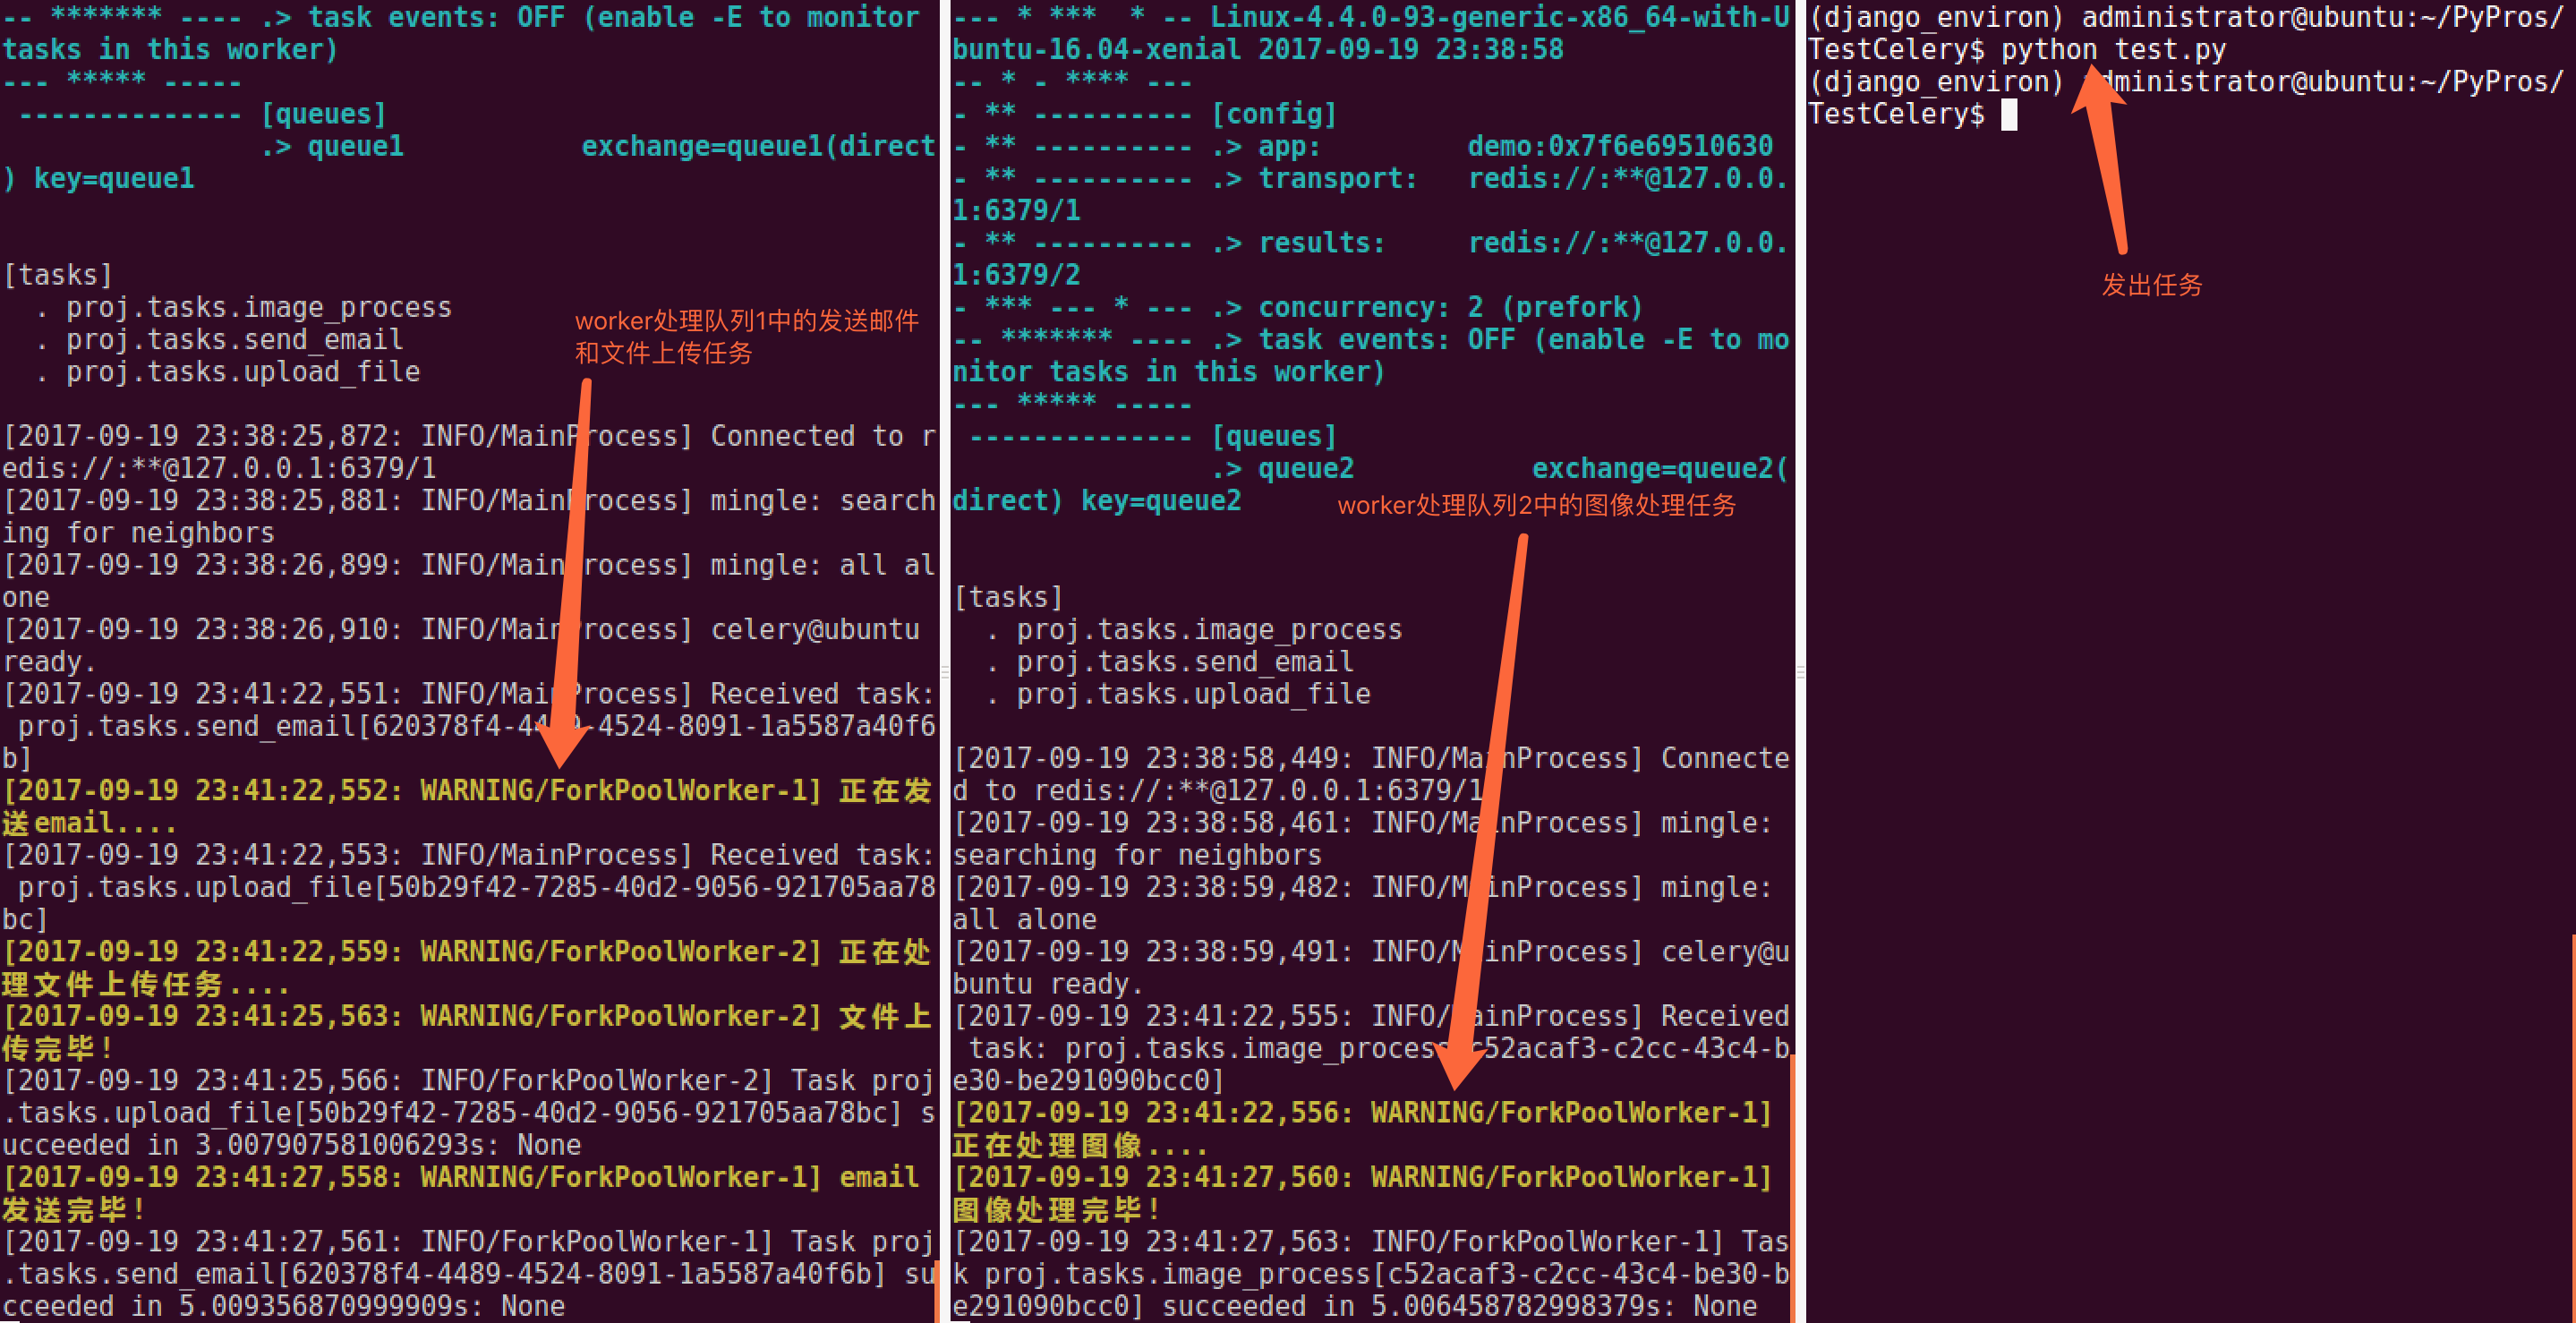 -- ******* ---- .> task events: OFF (enable -E to monitor
tasks in this worker)
--- ***** -----
 -------------- [queues]
                .> queue1           exchange=queue1(direct
) key=queue1
[tasks]
  . proj.tasks.image_process
  . proj.tasks.send_email
  . proj.tasks.upload_file
worker处理队列1中的发送邮件
和文件上传任务
[2017-09-19 23:38:25,872: INFO/MainProcess] Connected to r
edis://:**@127.0.0.1:6379/1
[2017-09-19 23:38:25,881: INFO/MainProcess] mingle: search
ing for neighbors
[2017-09-19 23:38:26,899: INFO/MainProcess] mingle: all al
one
[2017-09-19 23:38:26,910: INFO/MainProcess] celery@ubuntu
ready.
[2017-09-19 23:41:22,551: INFO/MainProcess] Received task:
 proj.tasks.send_email[620378f4-4489-4524-8091-1a5587a40f6
b]
[2017-09-19 23:41:22,552: WARNING/ForkPoolWorker-1] 正在发
送email....
[2017-09-19 23:41:22,553: INFO/MainProcess] Received task:
 proj.tasks.upload_file[50b29f42-7285-40d2-9056-921705aa78
bc]
[2017-09-19 23:41:22,559: WARNING/ForkPoolWorker-2] 正在处
理文件上传任务....
[2017-09-19 23:41:25,563: WARNING/ForkPoolWorker-2] 文件上
传完毕!
[2017-09-19 23:41:25,566: INFO/ForkPoolWorker-2] Task proj
.tasks.upload_file[50b29f42-7285-40d2-9056-921705aa78bc] s
ucceeded in 3.007907581006293s: None
[2017-09-19 23:41:27,558: WARNING/ForkPoolWorker-1] email
发送完毕!
[2017-09-19 23:41:27,561: INFO/ForkPoolWorker-1] Task proj
.tasks.send_email[620378f4-4489-4524-8091-1a5587a40f6b] su
cceeded in 5.009356870999909s: None
--- * ***  * -- Linux-4.4.0-93-generic-x86_64-with-U
buntu-16.04-xenial 2017-09-19 23:38:58
-- * - **** ---
- ** ---------- [config]
- ** ---------- .> app:         demo:0x7f6e69510630
- ** ---------- .> transport:   redis://:**@127.0.0.
1:6379/1
- ** ---------- .> results:     redis://:**@127.0.0.
1:6379/2
- *** --- * --- .> concurrency: 2 (prefork)
-- ******* ---- .> task events: OFF (enable -E to mo
nitor tasks in this worker)
--- ***** -----
 -------------- [queues]
                .> queue2           exchange=queue2(
direct) key=queue2
worker处理队列2中的图像处理任务
[tasks]
  . proj.tasks.image_process
  . proj.tasks.send_email
  . proj.tasks.upload_file
[2017-09-19 23:38:58,449: INFO/MainProcess] Connecte
d to redis://:**@127.0.0.1:6379/1
[2017-09-19 23:38:58,461: INFO/MainProcess] mingle:
searching for neighbors
[2017-09-19 23:38:59,482: INFO/MainProcess] mingle:
all alone
[2017-09-19 23:38:59,491: INFO/MainProcess] celery@u
buntu ready.
[2017-09-19 23:41:22,555: INFO/MainProcess] Received
 task: proj.tasks.image_process[c52acaf3-c2cc-43c4-b
e30-be291090bcc0]
[2017-09-19 23:41:22,556: WARNING/ForkPoolWorker-1]
正在处理图像....
[2017-09-19 23:41:27,560: WARNING/ForkPoolWorker-1]
图像处理完毕!
[2017-09-19 23:41:27,563: INFO/ForkPoolWorker-1] Tas
k proj.tasks.image_process[c52acaf3-c2cc-43c4-be30-b
e291090bcc0] succeeded in 5.006458782998379s: None
(django_environ) administrator@ubuntu:~/PyPros/
TestCelery$ python test.py
(django_environ) administrator@ubuntu:~/PyPros/
TestCelery$
发出任务